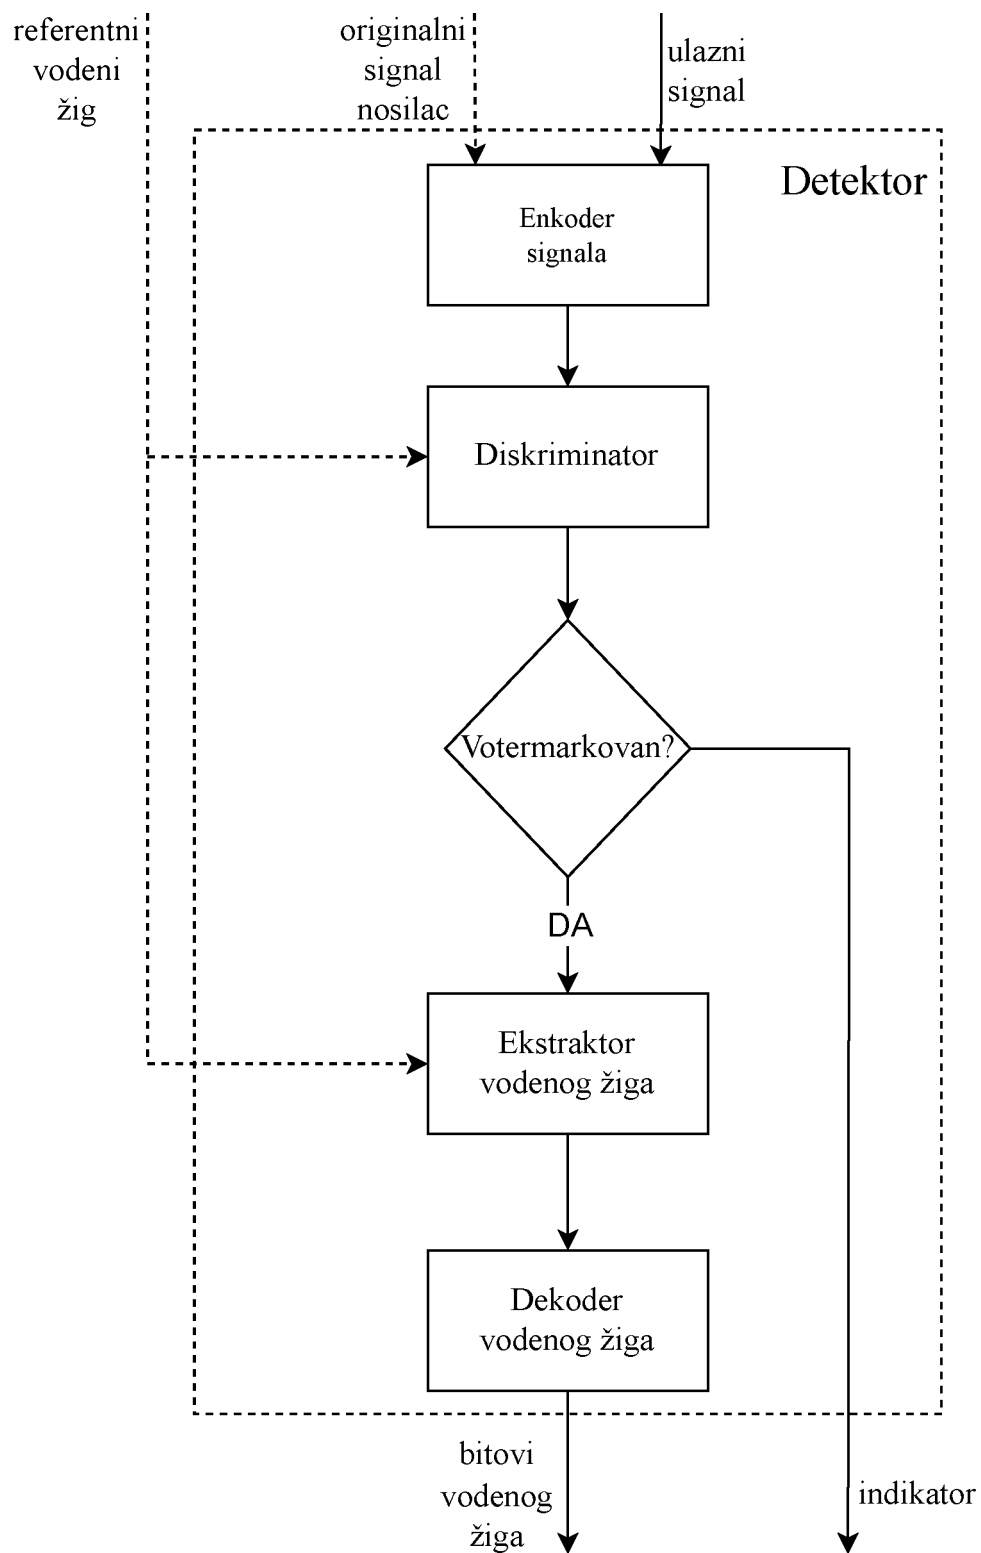 referentni
vodeni
žig
originalni
signal
nosilac
ulazni
signal
Detektor
Enkoder
signala
Diskriminator
Votermarkovan?
DA
Ekstraktor
vodenog žiga
Dekoder
vodenog žiga
bitovi
vodenog
žiga
indikator